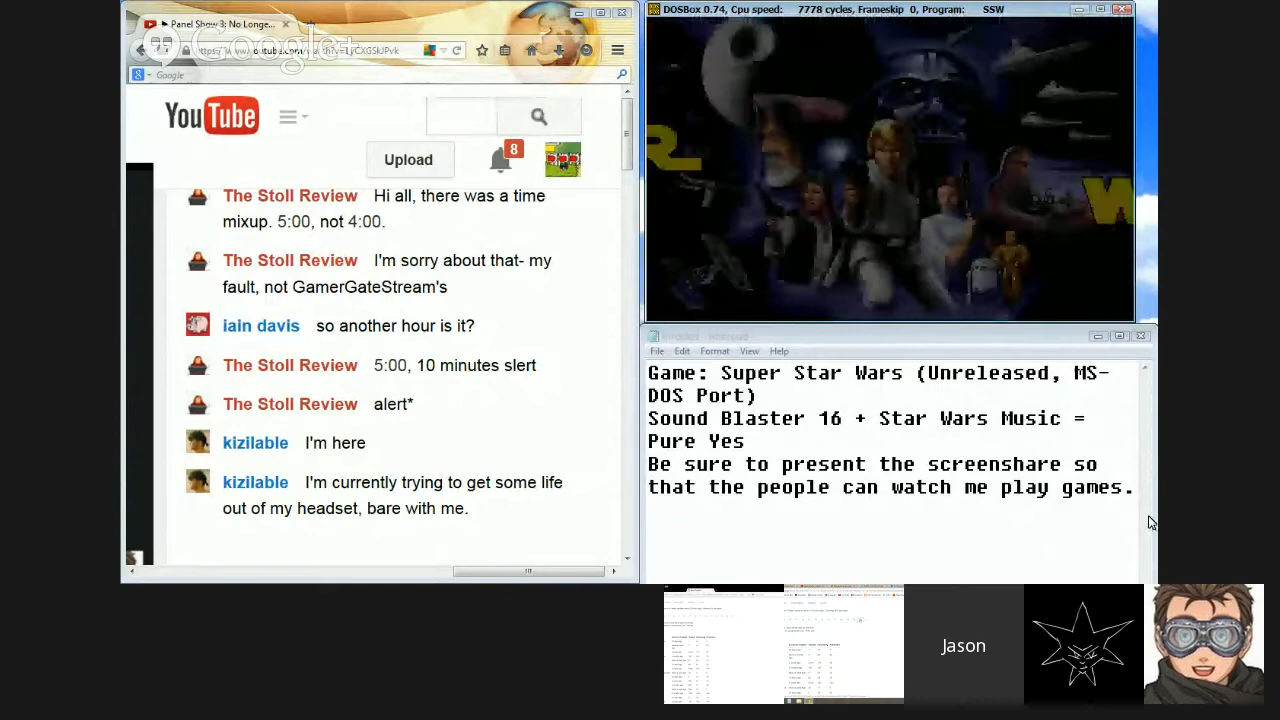 Panel Show 3: No Longe...
Google+
Google
YouTube
Upload
8
The Stoll Review Hi all, there was a time
mixup. 5:00, not 4:00.
The Stoll Review I'm sorry about that- my
fault, not GamerGateStream's
iain davis so another hour is it?
The Stoll Review 5:00, 10 minutes slert
The Stoll Review alert*
kizilable I'm here
kizilable I'm currently trying to get some life
out of my headset, bare with me.
DOSBox 0.74, Cpu speed: 7778 cycles, Frameskip 0, Program: SSW
File Edit Format View Help
Game: Super Star Wars (Unreleased, MS-
DOS Port)
Sound Blaster 16 + Star Wars Music =
Pure Yes
Be sure to present the screenshare so
that the people can watch me play games.
Jason